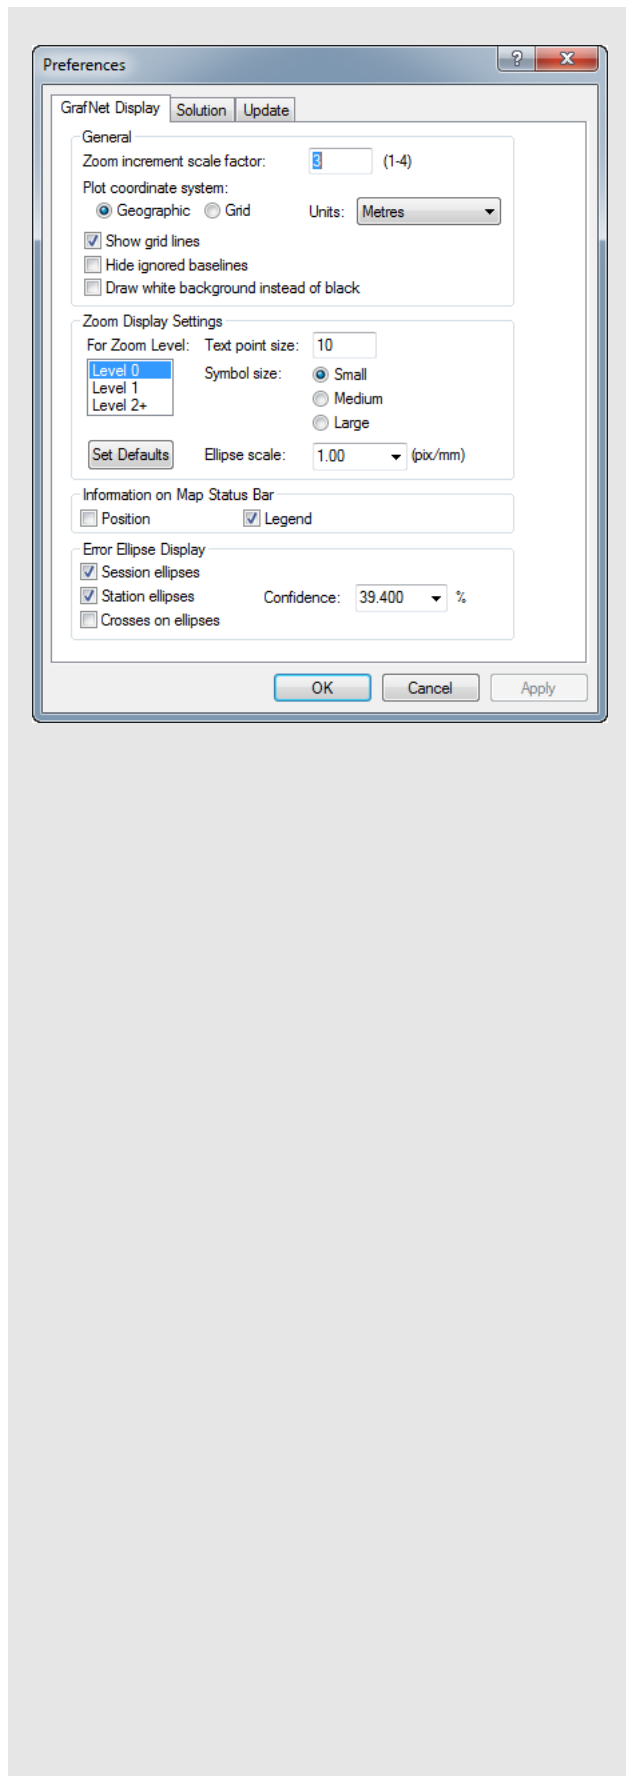 Preferences
GrafNet Display Solution Update
General
Zoom increment scale factor: 3 (1-4)
Plot coordinate system:
Geographic Grid Units: Metres
Show grid lines
Hide ignored baselines
Draw white background instead of black
Zoom Display Settings
For Zoom Level: Text point size: 10
Level 0 Symbol size: Small
Level 1
Medium
Level 2+
Large
Set Defaults Ellipse scale: 1.00 (pix/mm)
Information on Map Status Bar
Position Legend
Error Ellipse Display
Session ellipses
Station ellipses Confidence: 39.400 %
Crosses on ellipses
OK Cancel Apply